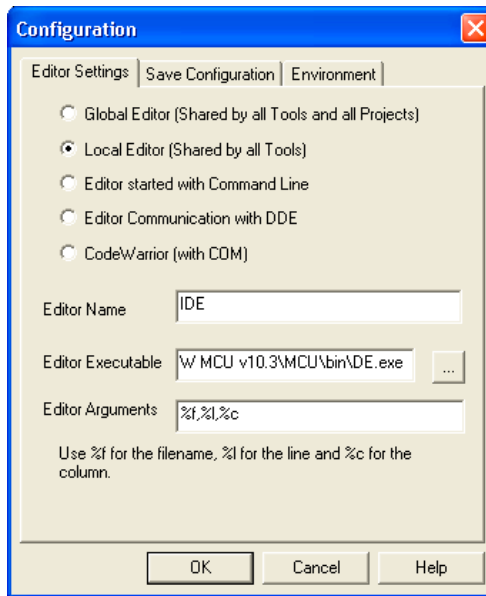 Configuration
Editor Settings Save Configuration Environment
Global Editor (Shared by all Tools and all Projects)
Local Editor (Shared by all Tools)
Editor started with Command Line
Editor Communication with DDE
CodeWarrior (with COM)
Editor Name IDE
Editor Executable W MCU v10.3\MCU\bin\DE.exe ...
Editor Arguments %f,%l,%c
Use %f for the filename, %l for the line and %c for the
column.
OK Cancel Help